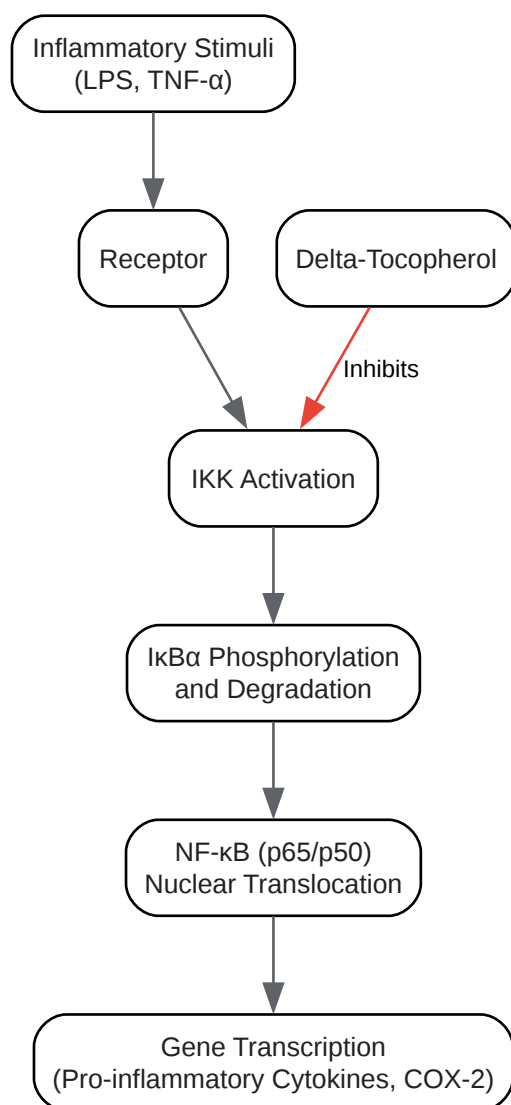 Inflammatory Stimuli
(LPS, TNF-α)
Receptor
Delta-Tocopherol
Inhibits
IKK Activation
IκBα Phosphorylation
and Degradation
NF-κB (p65/p50)
Nuclear Translocation
Gene Transcription
(Pro-inflammatory Cytokines, COX-2)